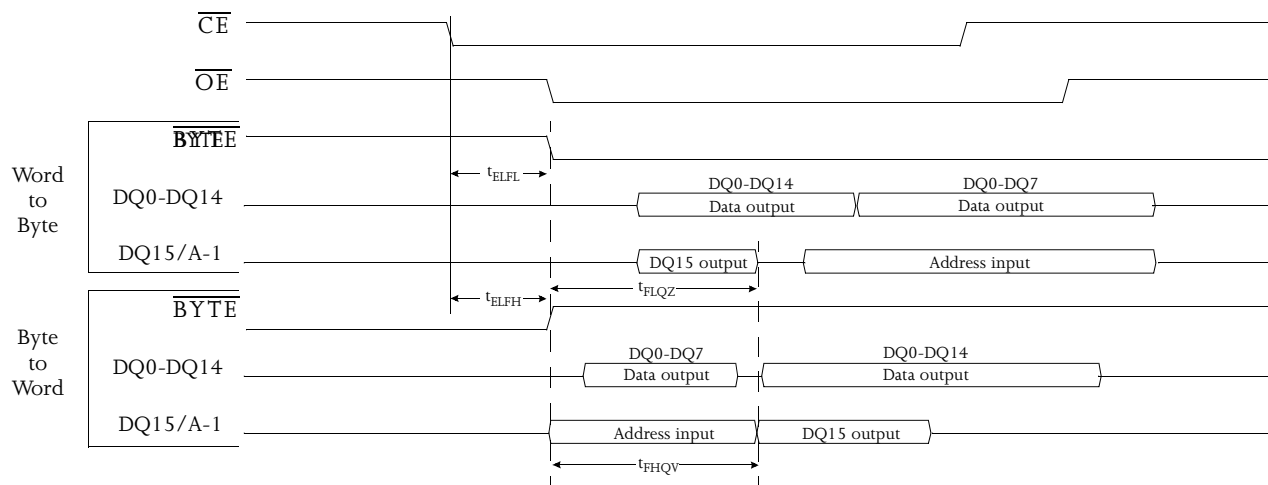 CE
OE
Word
to
Byte
BYTE
tELFL
DQ0-DQ14
DQ0-DQ14
Data output
DQ0-DQ7
Data output
DQ15/A-1
DQ15 output
Address input
tFLQZ
Byte
to
Word
tELFH
BYTE
DQ0-DQ14
DQ0-DQ7
Data output
DQ0-DQ14
Data output
DQ15/A-1
Address input
DQ15 output
tFHQV